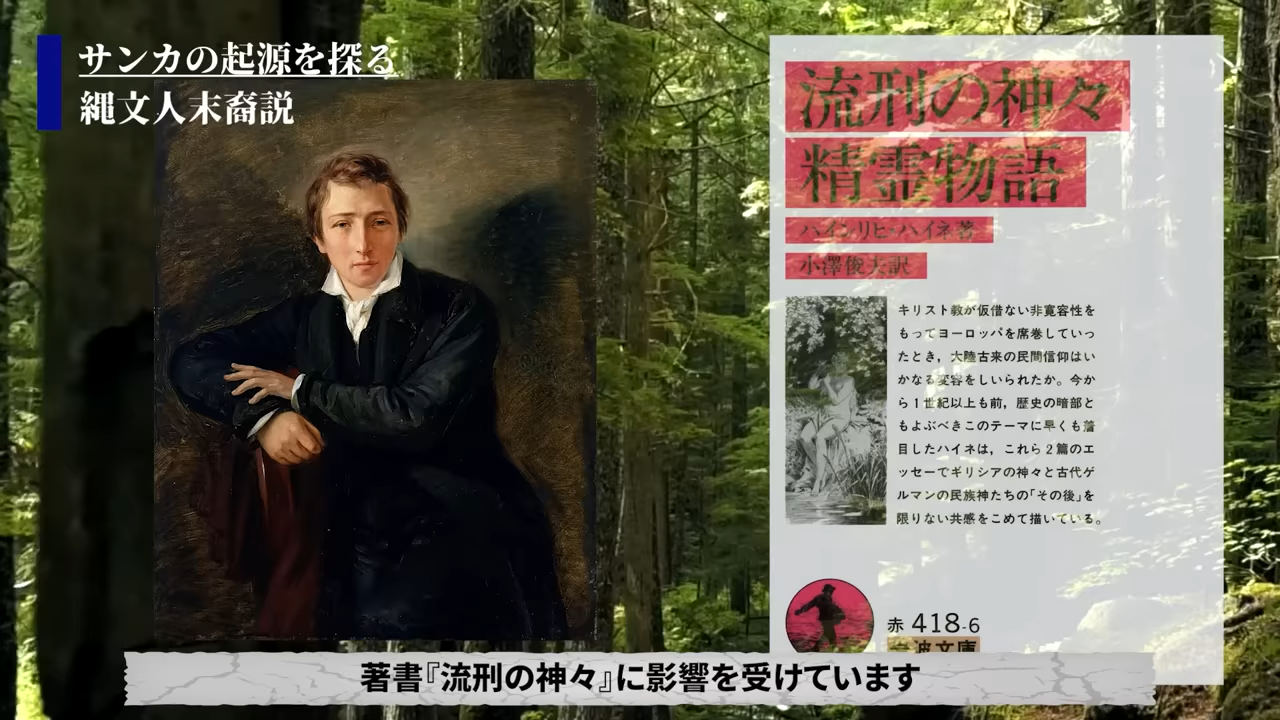 サンカの起源を探る
縄文人末裔説
流刑の神々
精霊物語
ハインリヒ・ハイネ著
小澤俊夫訳
キリスト教が仮借ない非寛容性を
もってヨーロッパを席巻していっ
たとき，大陸古来の民間信仰はい
かなる変容をしいられたか。今か
ら1世紀以上も前，歴史の暗部と
もよぶべきこのテーマに早くも着
目したハイネは，これら2篇のエ
ッセーでギリシアの神々と古代ゲ
ルマンの民族神たちの「その後」を
限りない共感をこめて描いている。
赤 418-6
岩波文庫
著書『流刑の神々』に影響を受けています